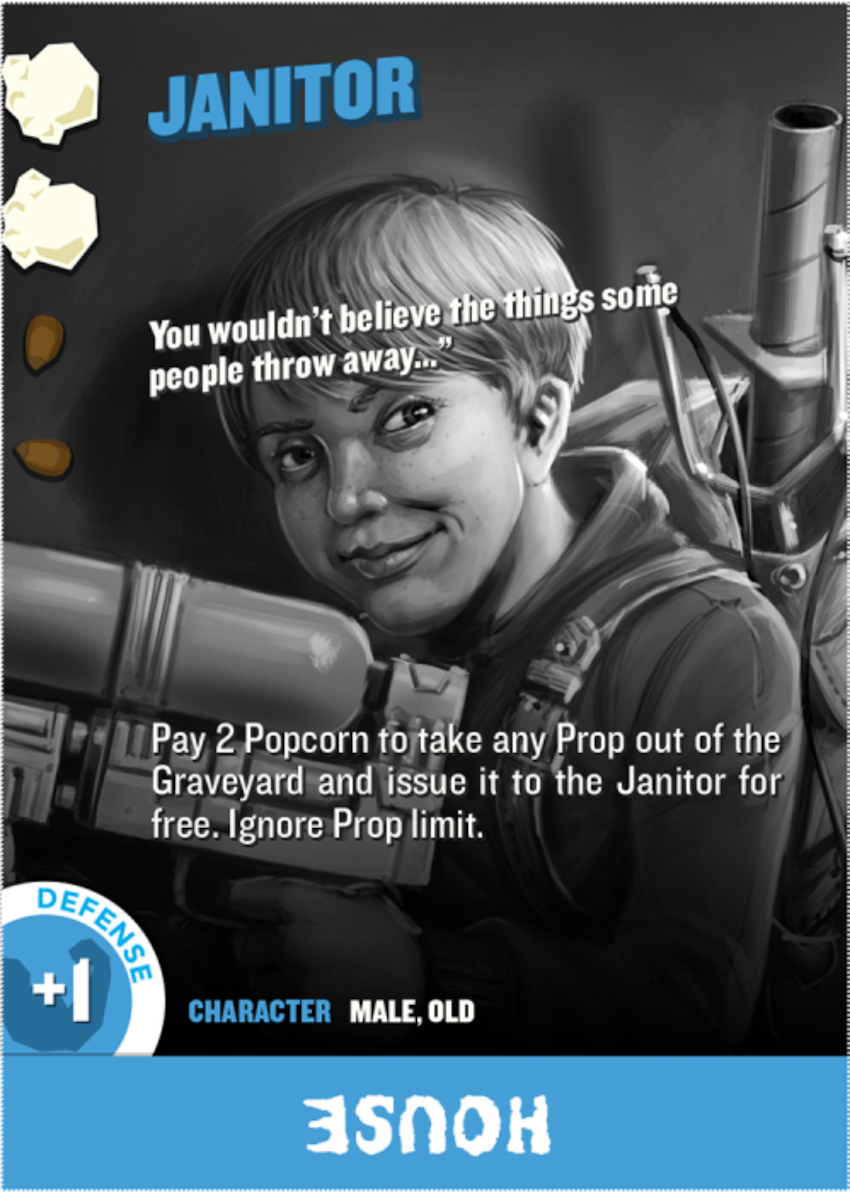 JANITOR
You wouldn't believe the things some
people throw away..."
Pay 2 Popcorn to take any Prop out of the
Graveyard and issue it to the Janitor for
free. Ignore Prop limit.
DEFENSE
+1
CHARACTER MALE, OLD
HOUSE